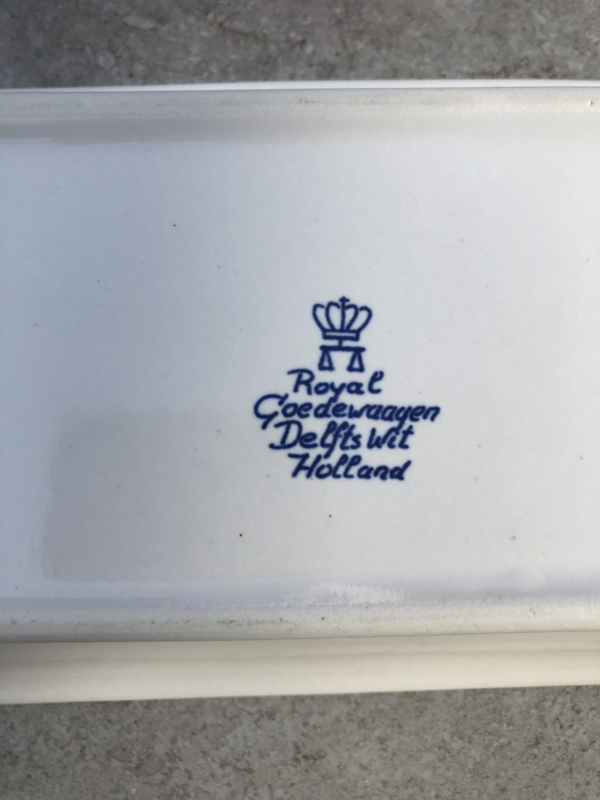 Royal
Goedewaagen
Delfts Wit
Holland